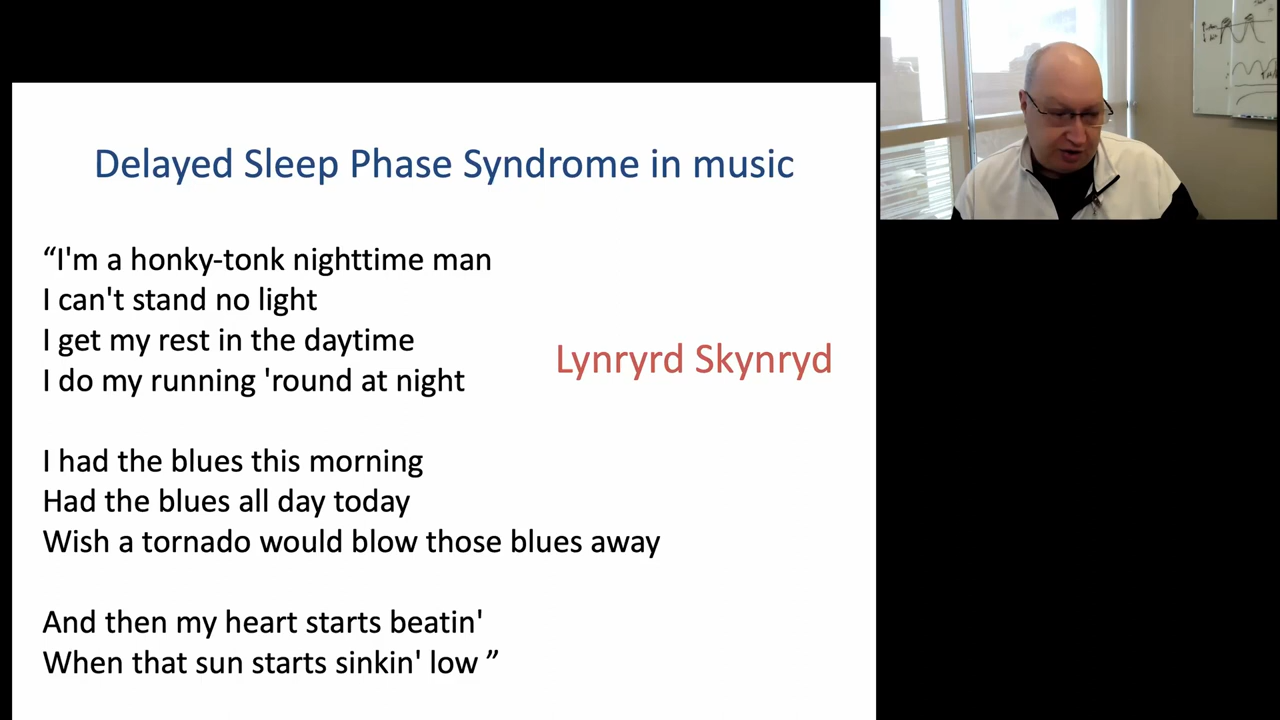 Delayed Sleep Phase Syndrome in music
“I'm a honky-tonk nighttime man
I can't stand no light
I get my rest in the daytime
I do my running 'round at night
Lynryrd Skynryd
I had the blues this morning
Had the blues all day today
Wish a tornado would blow those blues away
And then my heart starts beatin'
When that sun starts sinkin' low ”